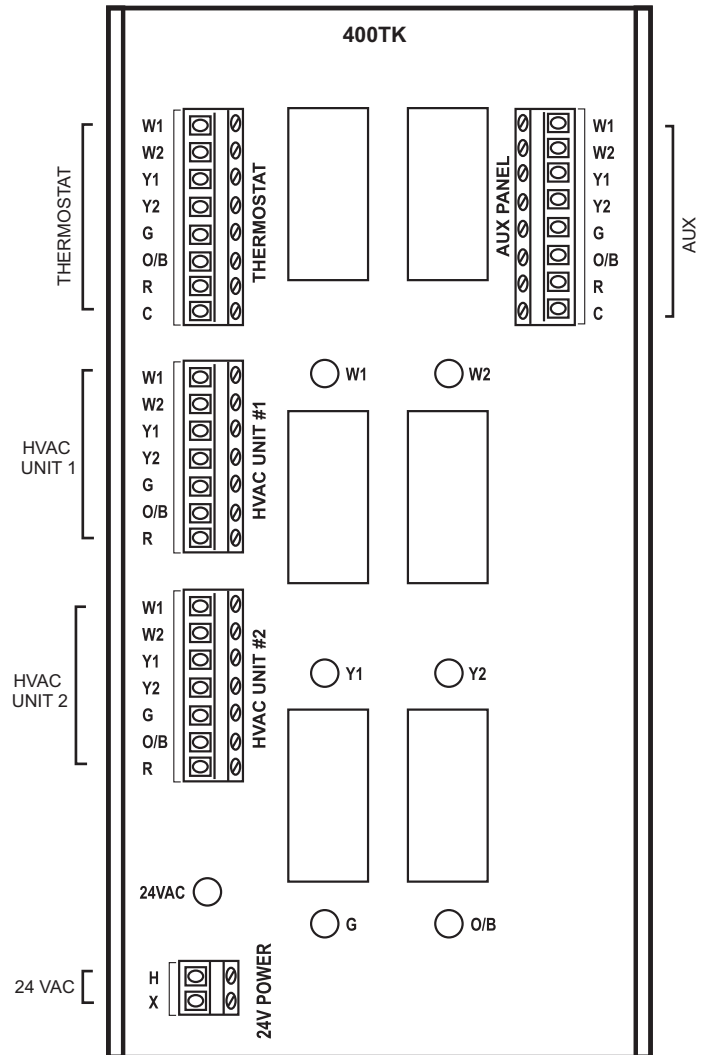 400TK
THERMOSTAT
W1
W2
Y1
Y2
G
O/B
R
C
THERMOSTAT
AUX PANEL
W1
W2
Y1
Y2
G
O/B
R
C
AUX
HVAC
UNIT 1
W1
W2
Y1
Y2
G
O/B
R
HVAC UNIT #1
W1
W2
HVAC
UNIT 2
W1
W2
Y1
Y2
G
O/B
R
HVAC UNIT #2
Y1
Y2
24VAC
G
O/B
24 VAC
H
X
24V POWER